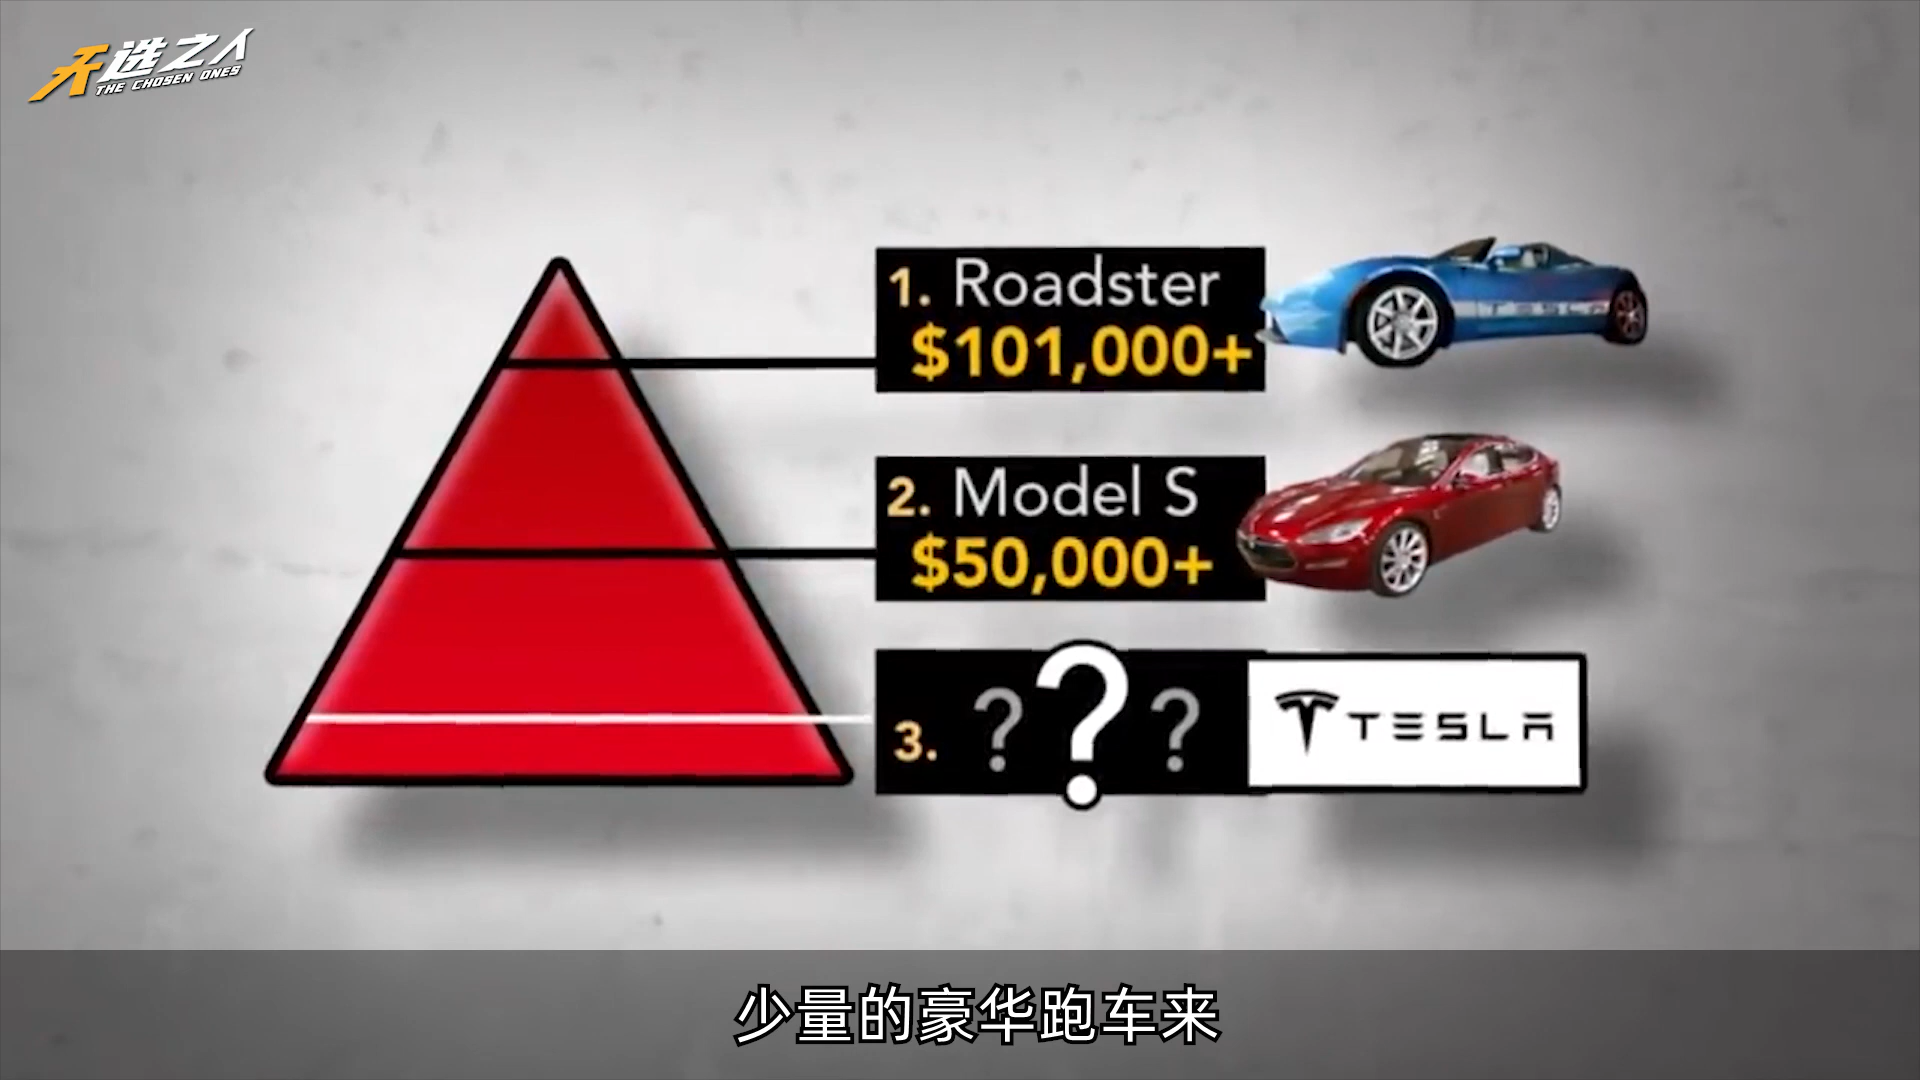 天选之人
THE CHOSEN ONES
1. Roadster
$101,000+
TESLA
2. Model S
$50,000+
3. ? ? ?
TESLA
少量的豪华跑车来